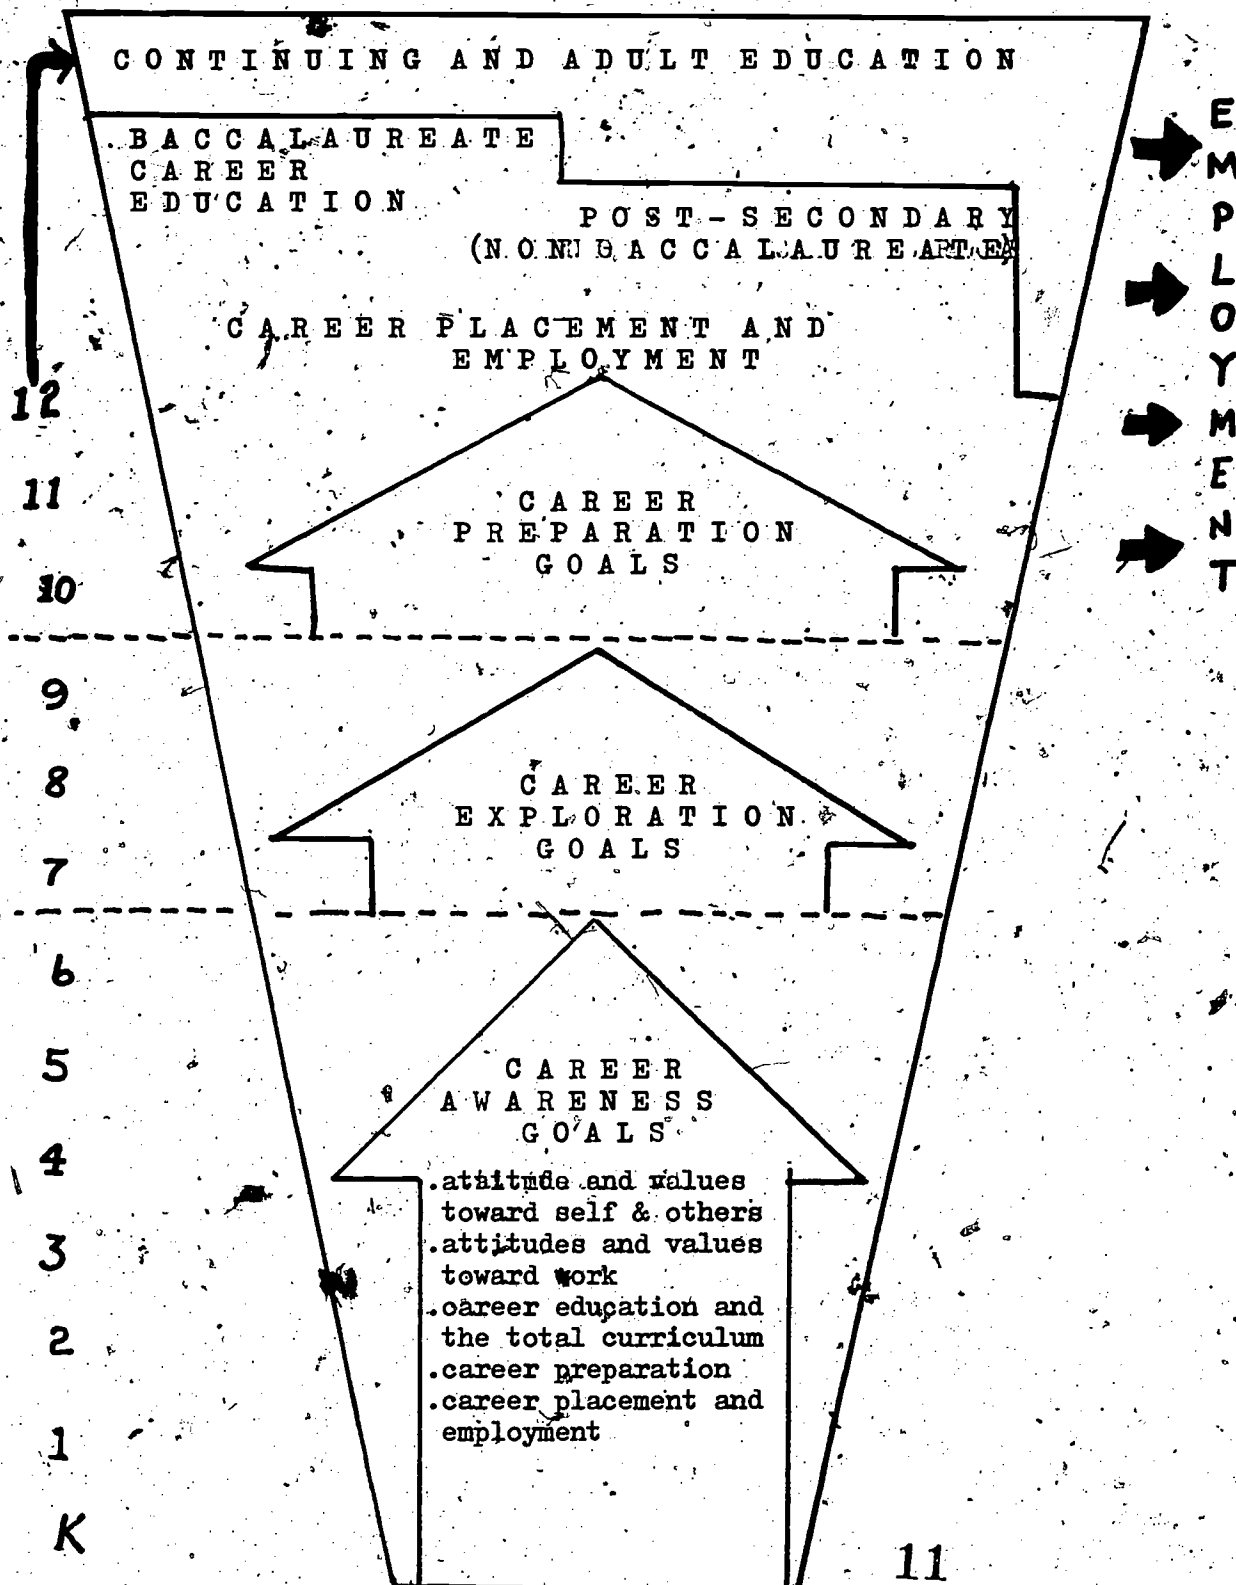 CONTINUING AND ADULT EDUCATION
.BACCALAUREATE
CAREER
EDUCATION
POST-SECONDARY
CAREER PLACEMENT AND
EMPLOYMENT
EMPLOYMENT
12
11
10
9
8
7
6
5
4
3
2
1
K
CAREER
PREPARATION
GOALS
CAREER
EXPLORATION
GOALS
CAREER
AWARENESS
GOALS
and values
toward self & others
.attitudes and values
toward work
.career education and
the total curriculum
.career preparation
.career placement and
employment
11